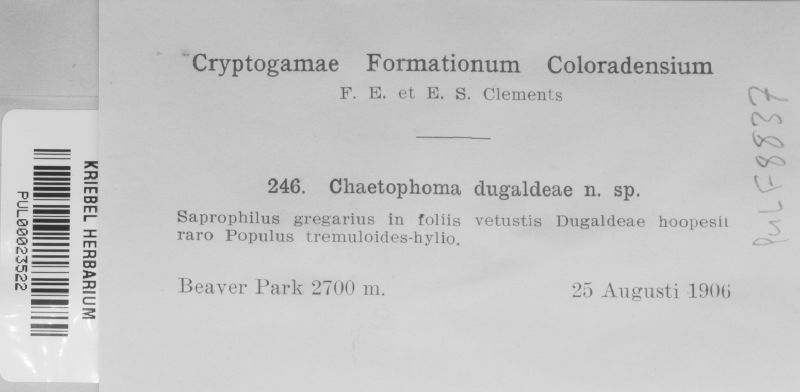 Cryptogamae Formationum Coloradensium
F. E. et E. S. Clements
246. Chaetophoma dugaldeae n. sp.
Saprophilus gregarius in foliis vetustis Dugaldeae hoopesii
raro Populus tremuloides-hylio.
Beaver Park 2700 m. 25 Augusti 1906
KRIEBEL HERBARIUM
PUL00023522
PUL F8837